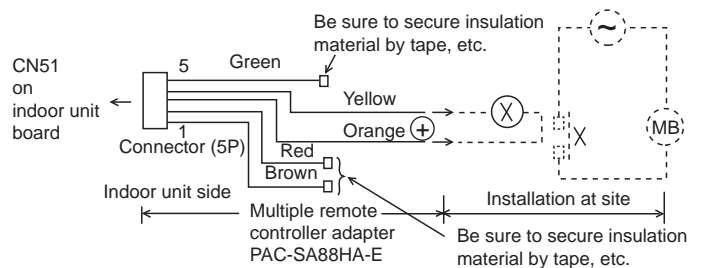 Be sure to secure insulation
material by tape, etc.
CN51
on
indoor unit
board
5
Green
Yellow
Orange +
1
Connector (5P)
Red
Brown
X
X
~
MB
Indoor unit side
Installation at site
Multiple remote
controller adapter
PAC-SA88HA-E
Be sure to secure insulation
material by tape, etc.